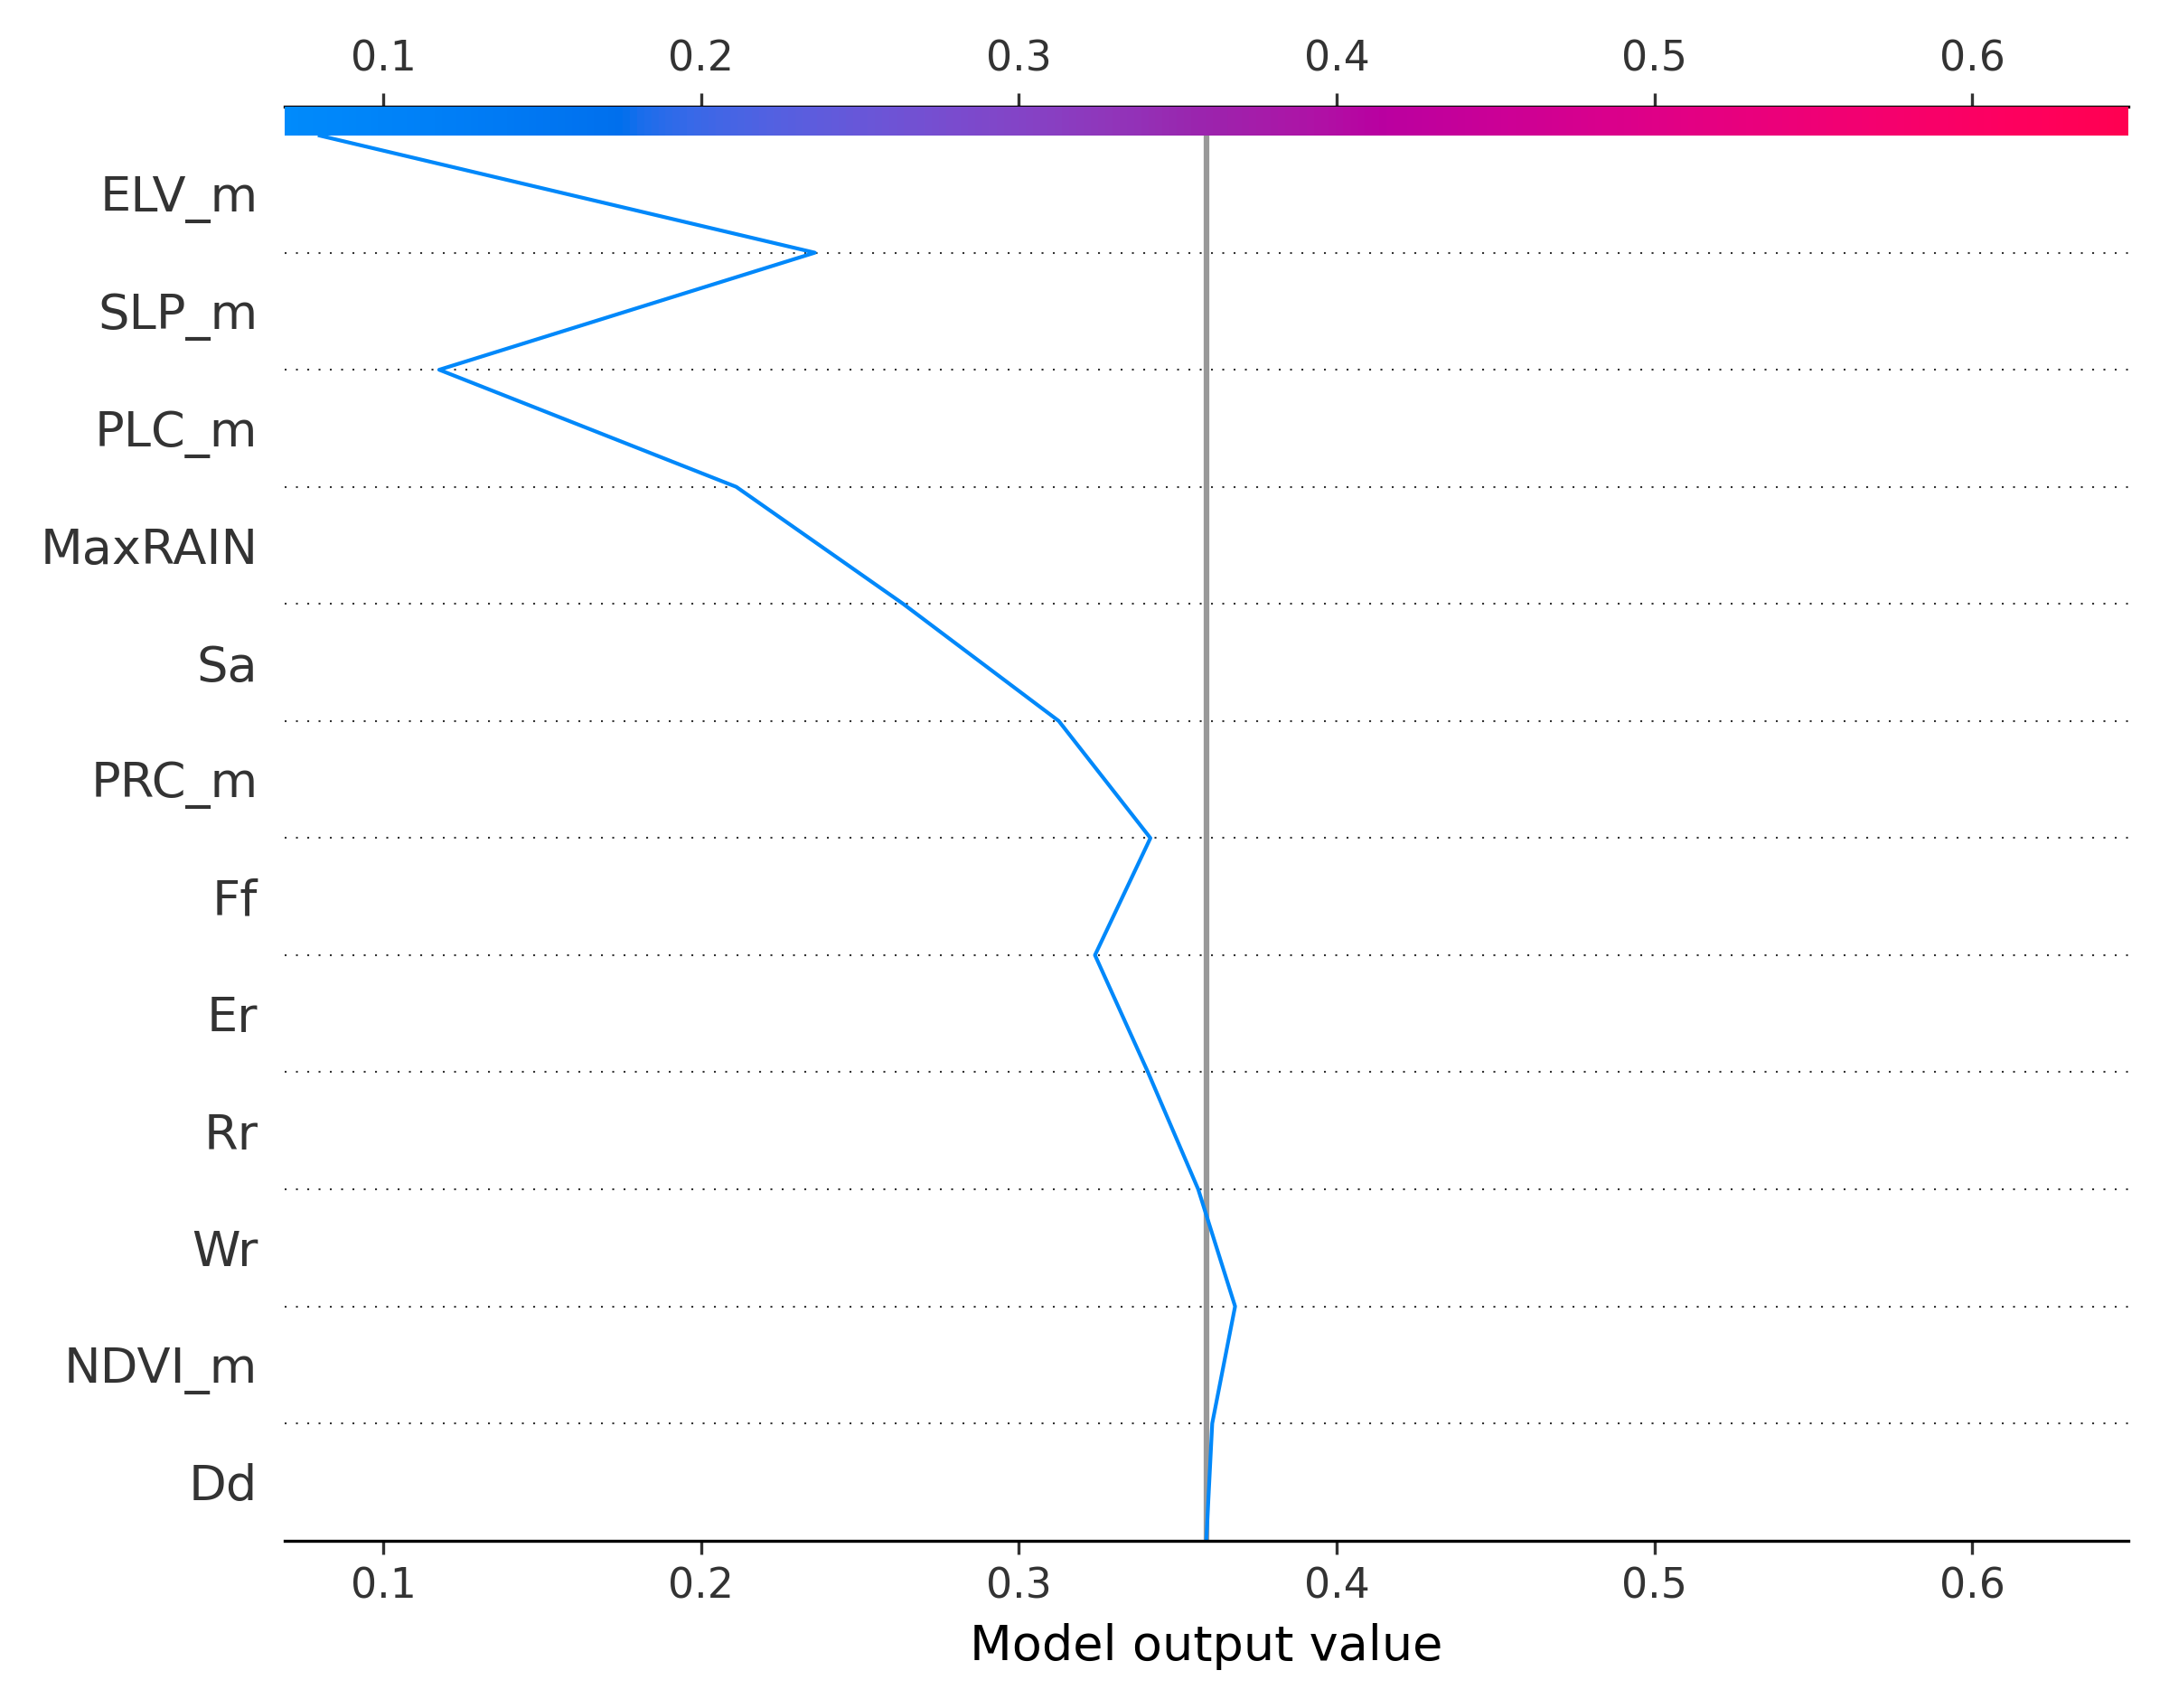 0.1 0.2 0.3 0.4 0.5 0.6
ELV_m
SLP_m
PLC_m
MaxRAIN
Sa
PRC_m
Ff
Er
Rr
Wr
NDVI_m
Dd
0.1 0.2 0.3 0.4 0.5 0.6
Model output value